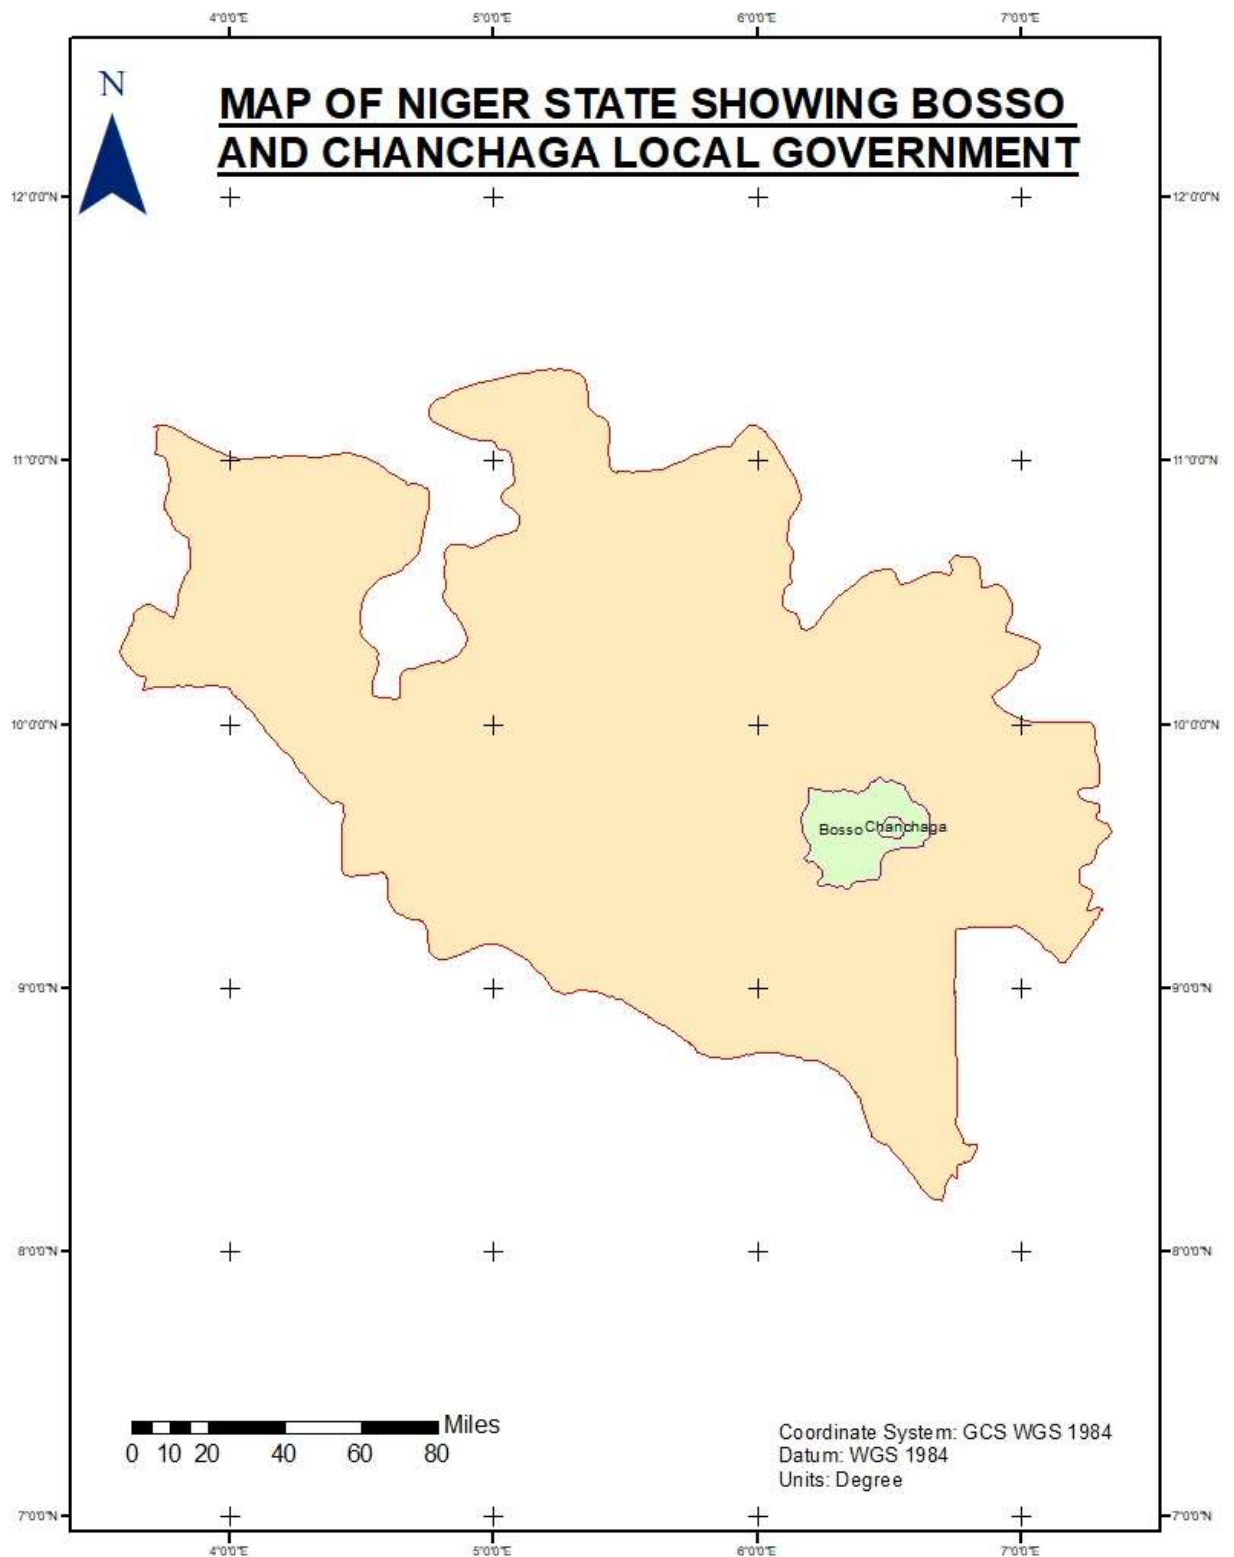 4°0'0"E 5°0'0"E 6°0'0"E 7°0'0"E
N
MAP OF NIGER STATE SHOWING BOSSO
AND CHANCHAGA LOCAL GOVERNMENT
12°0'0"N 12°0'0"N
11°0'0"N 11°0'0"N
10°0'0"N 10°0'0"N
Bosso Chanchaga
9°0'0"N 9°0'0"N
8°0'0"N 8°0'0"N
Miles
0 10 20 40 60 80
Coordinate System: GCS WGS 1984
Datum: WGS 1984
Units: Degree
7°0'0"N 7°0'0"N
4°0'0"E 5°0'0"E 6°0'0"E 7°0'0"E